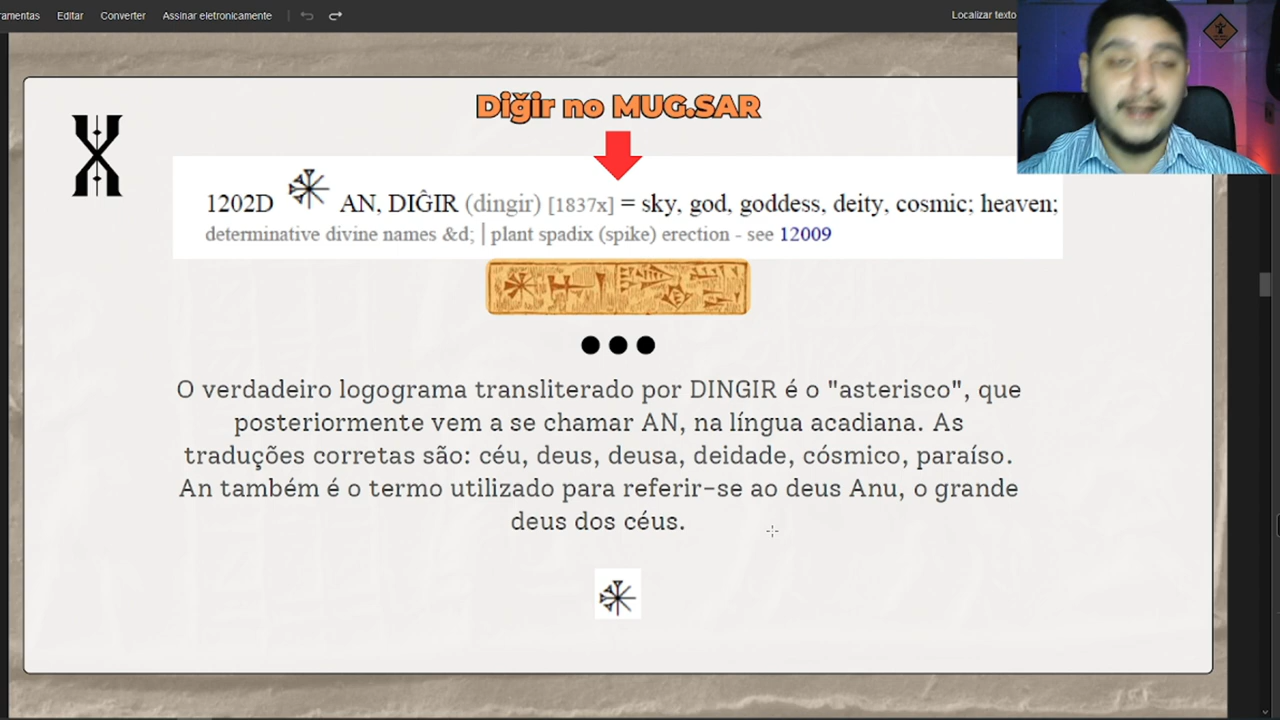 ramentas Editar Converter Assinar eletronicamente Localizar texto
Diğir no MUG.SAR
1202D 𒀭 AN, DIĜIR (dingir) [1837x] = sky, god, goddess, deity, cosmic; heaven;
determinative divine names &d; | plant spadix (spike) erection - see 12009
O verdadeiro logograma transliterado por DINGIR é o "asterisco", que
posteriormente vem a se chamar AN, na língua acadiana. As
traduções corretas são: céu, deus, deusa, deidade, cósmico, paraíso.
An também é o termo utilizado para referir-se ao deus Anu, o grande
deus dos céus.
𒀭